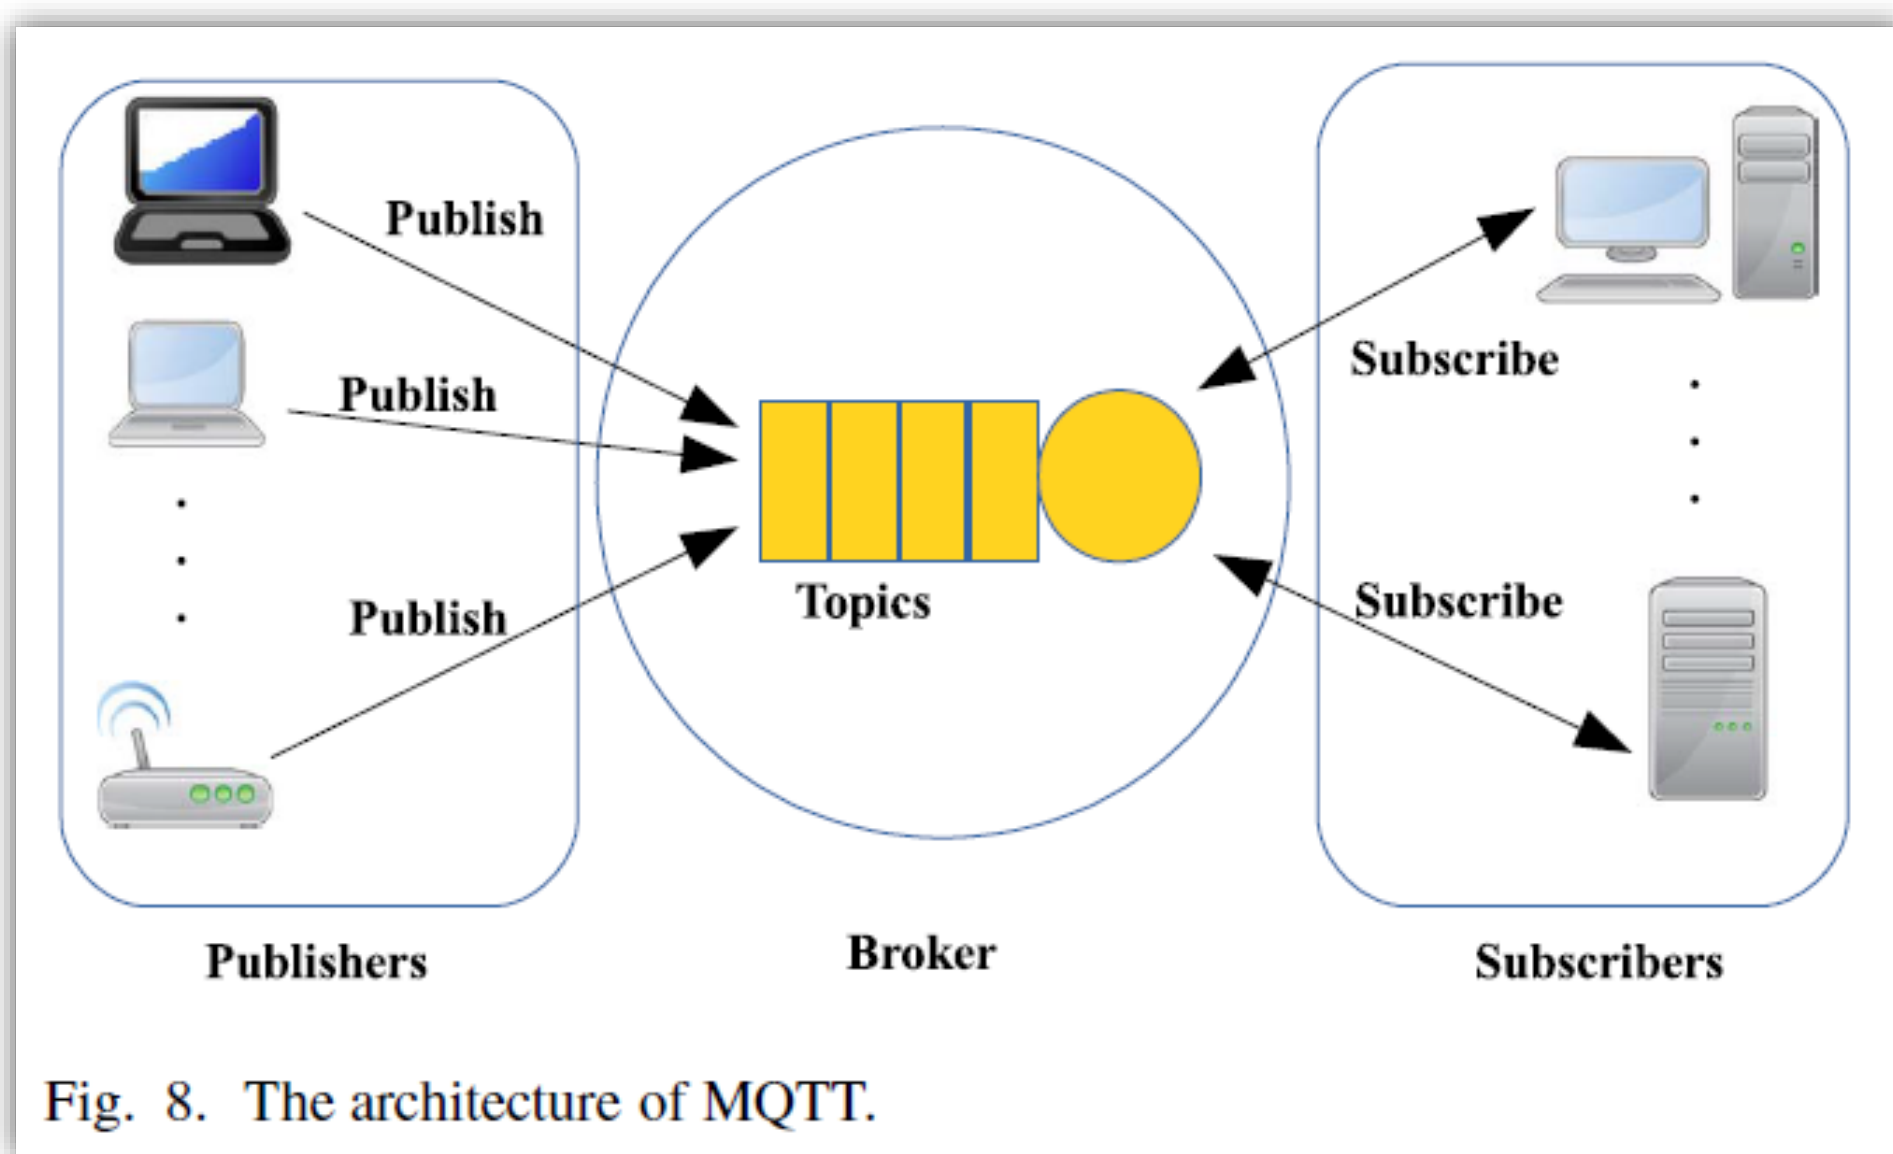 Publish
Publish
Publish
Topics
Subscribe
Subscribe
Publishers
Broker
Subscribers
Fig. 8. The architecture of MQTT.